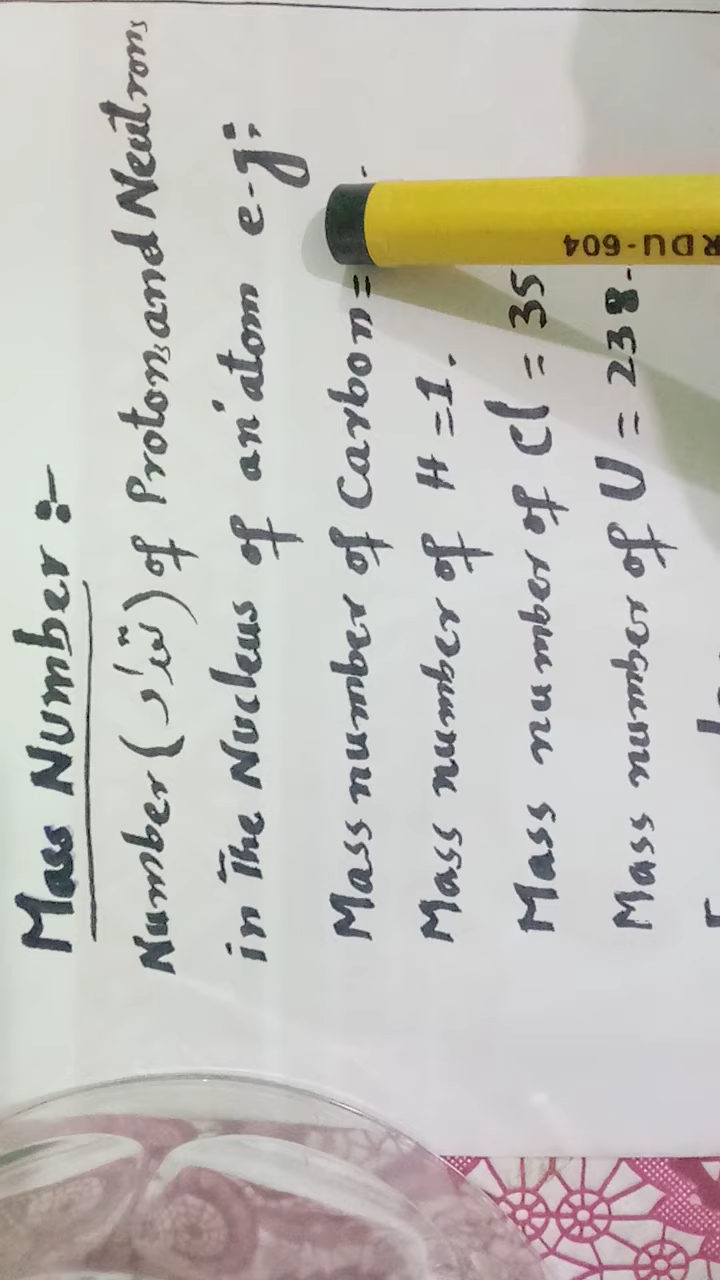 Mass Number :-
Number (تعداد) of Protons and Neutrons
in The Nucleus of an atom e-g;
Mass number of Carbon =
Mass number of H = 1.
Mass number of Cl = 35
Mass number of U = 238-
R DU-604